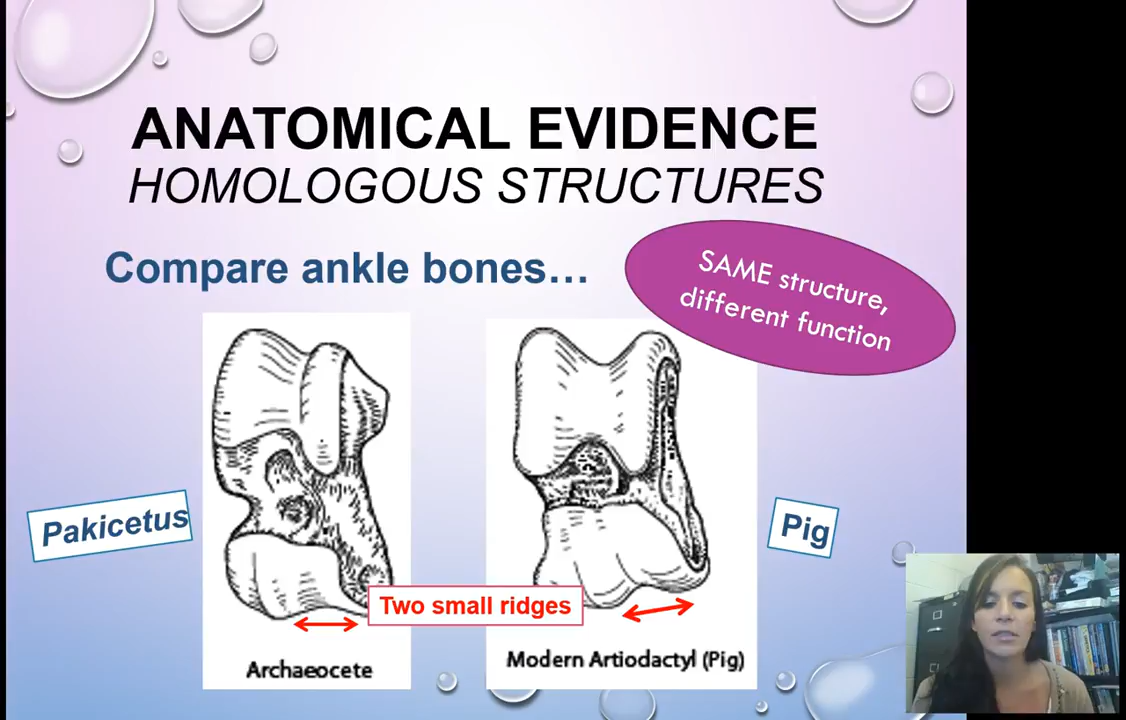 ANATOMICAL EVIDENCE
HOMOLOGOUS STRUCTURES
Compare ankle bones…
SAME structure,
different function
Pakicetus
Pig
Two small ridges
Archaeocete
Modern Artiodactyl (Pig)